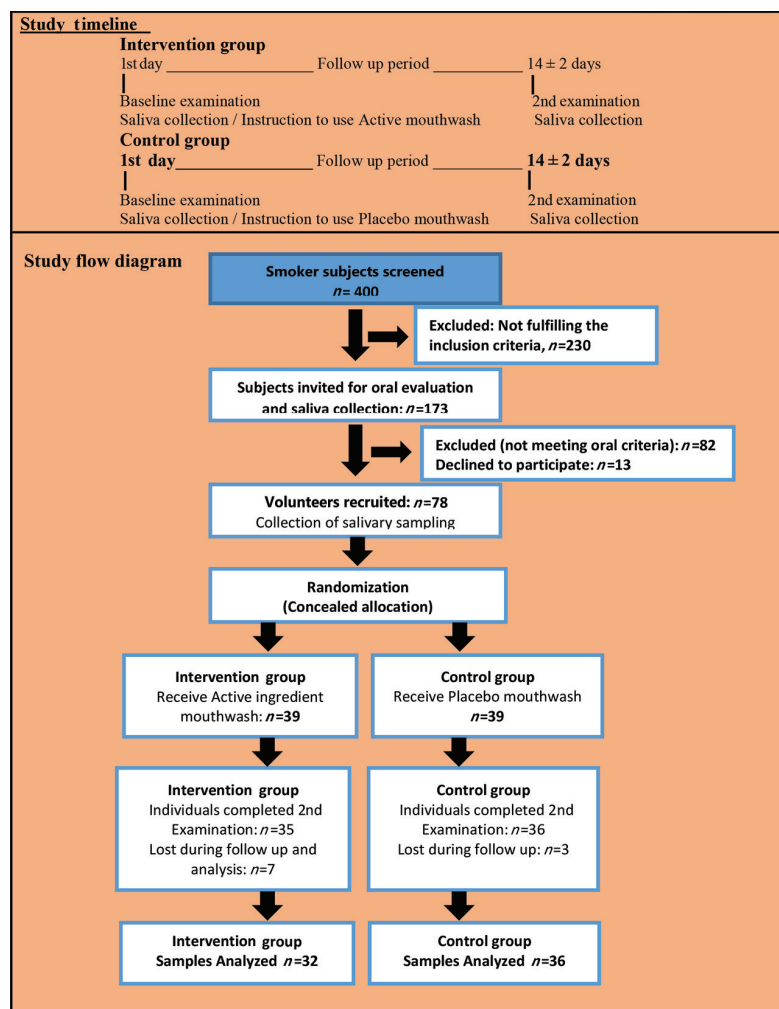 Study timeline
Intervention group
1st day ____________________ Follow up period ____________ 14 ± 2 days
Baseline examination 2nd examination
Saliva collection / Instruction to use Active mouthwash Saliva collection
Control group
1st day____________________ Follow up period ____________ 14 ± 2 days
Baseline examination 2nd examination
Saliva collection / Instruction to use Placebo mouthwash Saliva collection
Study flow diagram
Smoker subjects screened
n= 400
Excluded: Not fulfilling the
inclusion criteria, n=230
Subjects invited for oral evaluation
and saliva collection: n=173
Excluded (not meeting oral criteria): n=82
Declined to participate: n=13
Volunteers recruited: n=78
Collection of salivary sampling
Randomization
(Concealed allocation)
Intervention group
Receive Active ingredient
mouthwash: n=39
Control group
Receive Placebo mouthwash
n=39
Intervention group
Individuals completed 2nd
Examination: n=35
Lost during follow up and
analysis: n=7
Control group
Individuals completed 2nd
Examination: n=36
Lost during follow up: n=3
Intervention group
Samples Analyzed n=32
Control group
Samples Analyzed n=36